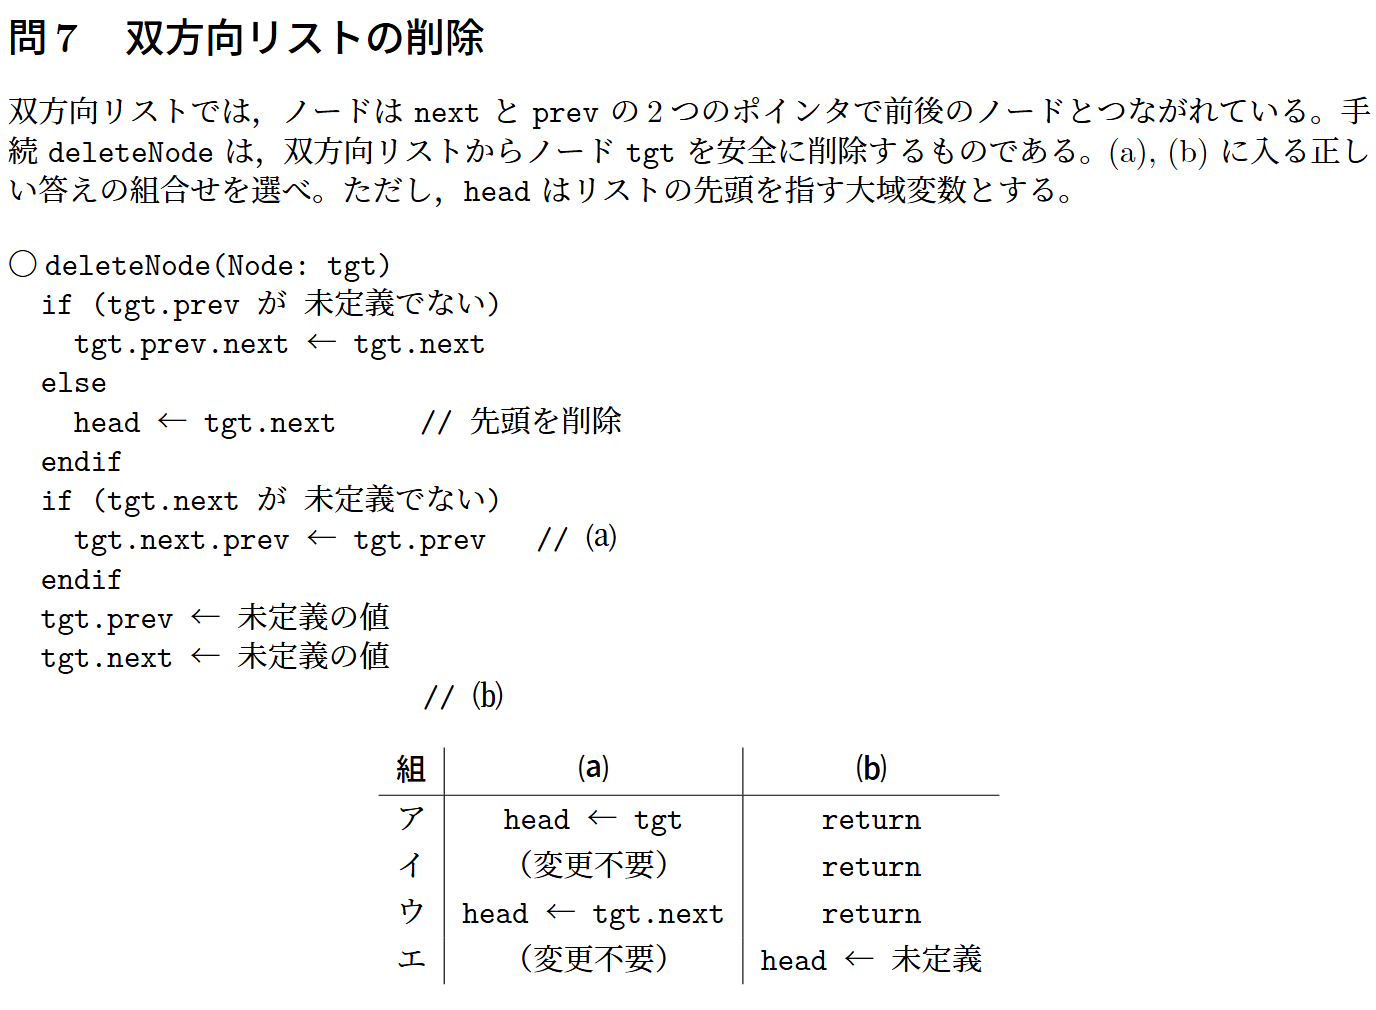 問 7　双方向リストの削除
双方向リストでは，ノードは next と prev の 2 つのポインタで前後のノードとつながれている。手
続 deleteNode は，双方向リストからノード tgt を安全に削除するものである。(a), (b) に入る正し
い答えの組合せを選べ。ただし，head はリストの先頭を指す大域変数とする。
○ deleteNode(Node: tgt)
if (tgt.prev が 未定義でない)
tgt.prev.next ← tgt.next
else
head ← tgt.next // 先頭を削除
endif
if (tgt.next が 未定義でない)
tgt.next.prev ← tgt.prev // (a)
endif
tgt.prev ← 未定義の値
tgt.next ← 未定義の値
// (b)
組 (a) (b)
ア head ← tgt return
イ （変更不要） return
ウ head ← tgt.next return
エ （変更不要） head ← 未定義